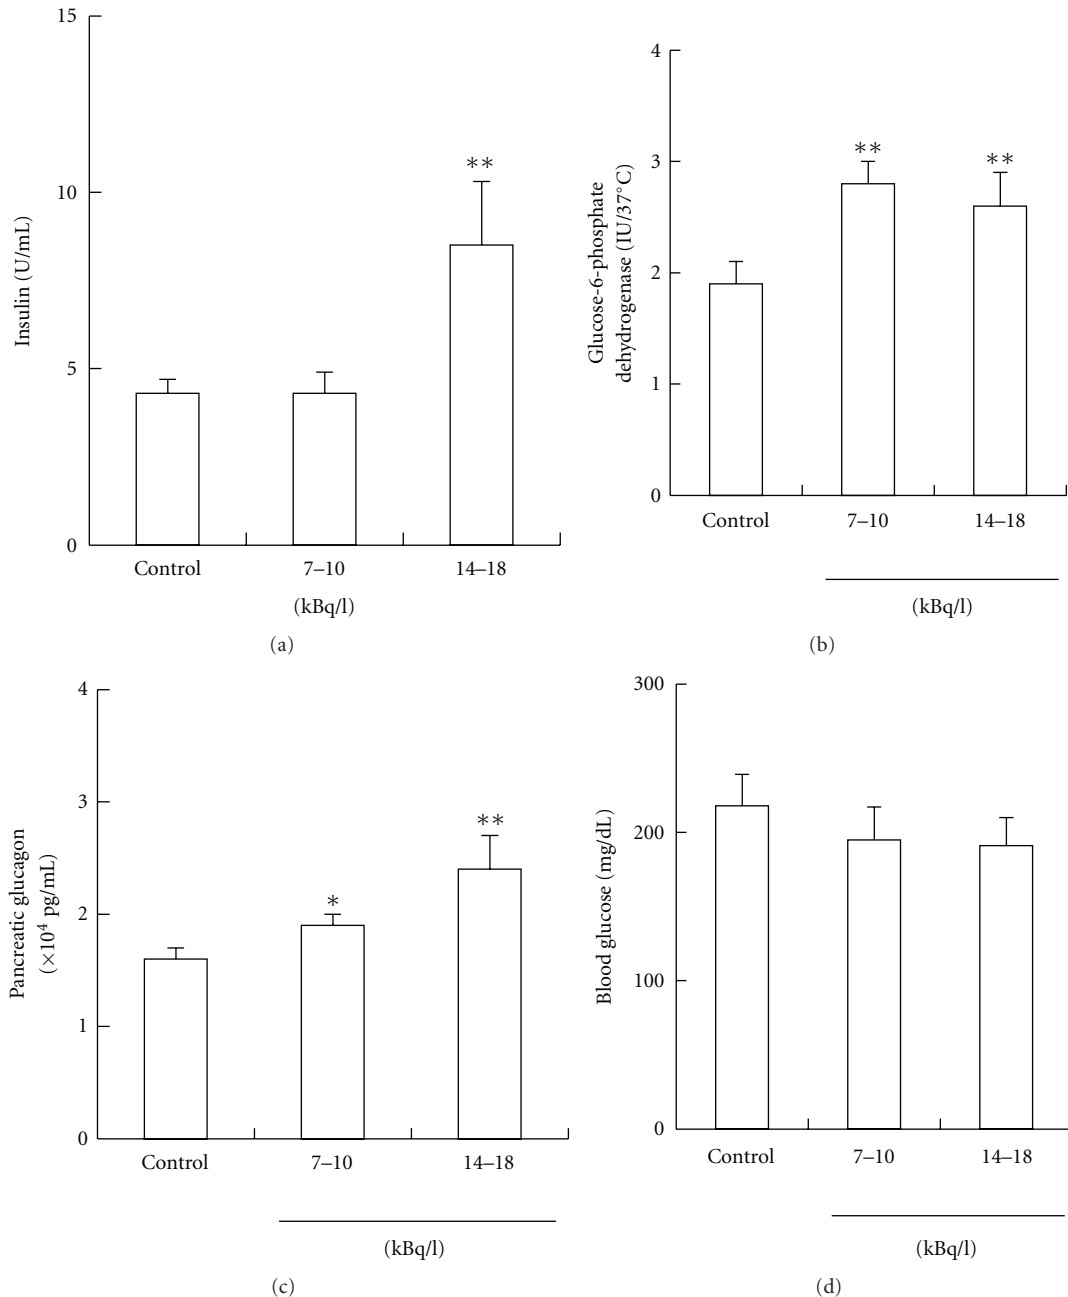 15
10
5
0
Insulin (U/mL)
**
Control
7–10
14–18
(kBq/l)
(a)
4
3
2
1
0
Glucose-6-phosphate
dehydrogenase (IU/37°C)
**
**
Control
7–10
14–18
(kBq/l)
(b)
4
3
2
1
0
Pancreatic glucagon
(×10⁴ pg/mL)
*
**
Control
7–10
14–18
(kBq/l)
(c)
300
200
100
0
Blood glucose (mg/dL)
Control
7–10
14–18
(kBq/l)
(d)